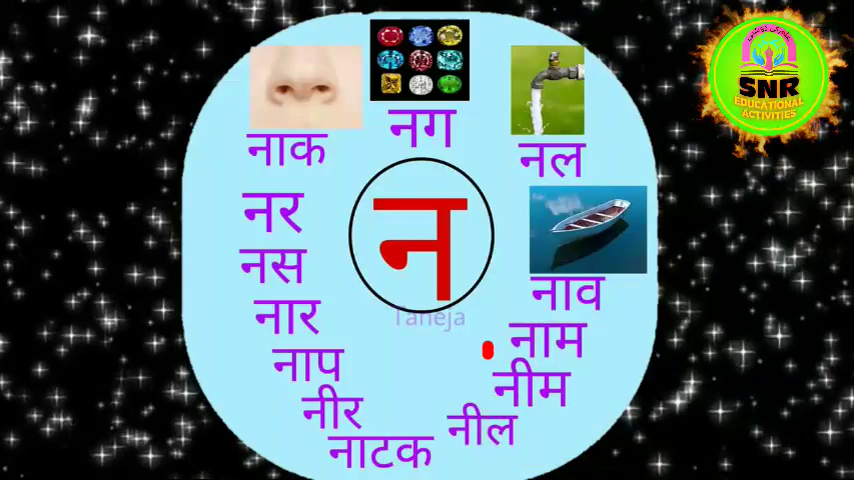 SNR
EDUCATIONAL
ACTIVITIES
नाक
नग
नल
नर
न
नस
नाव
नार
Taneja
नाम
नाप
नीम
नीर
नील
नाटक